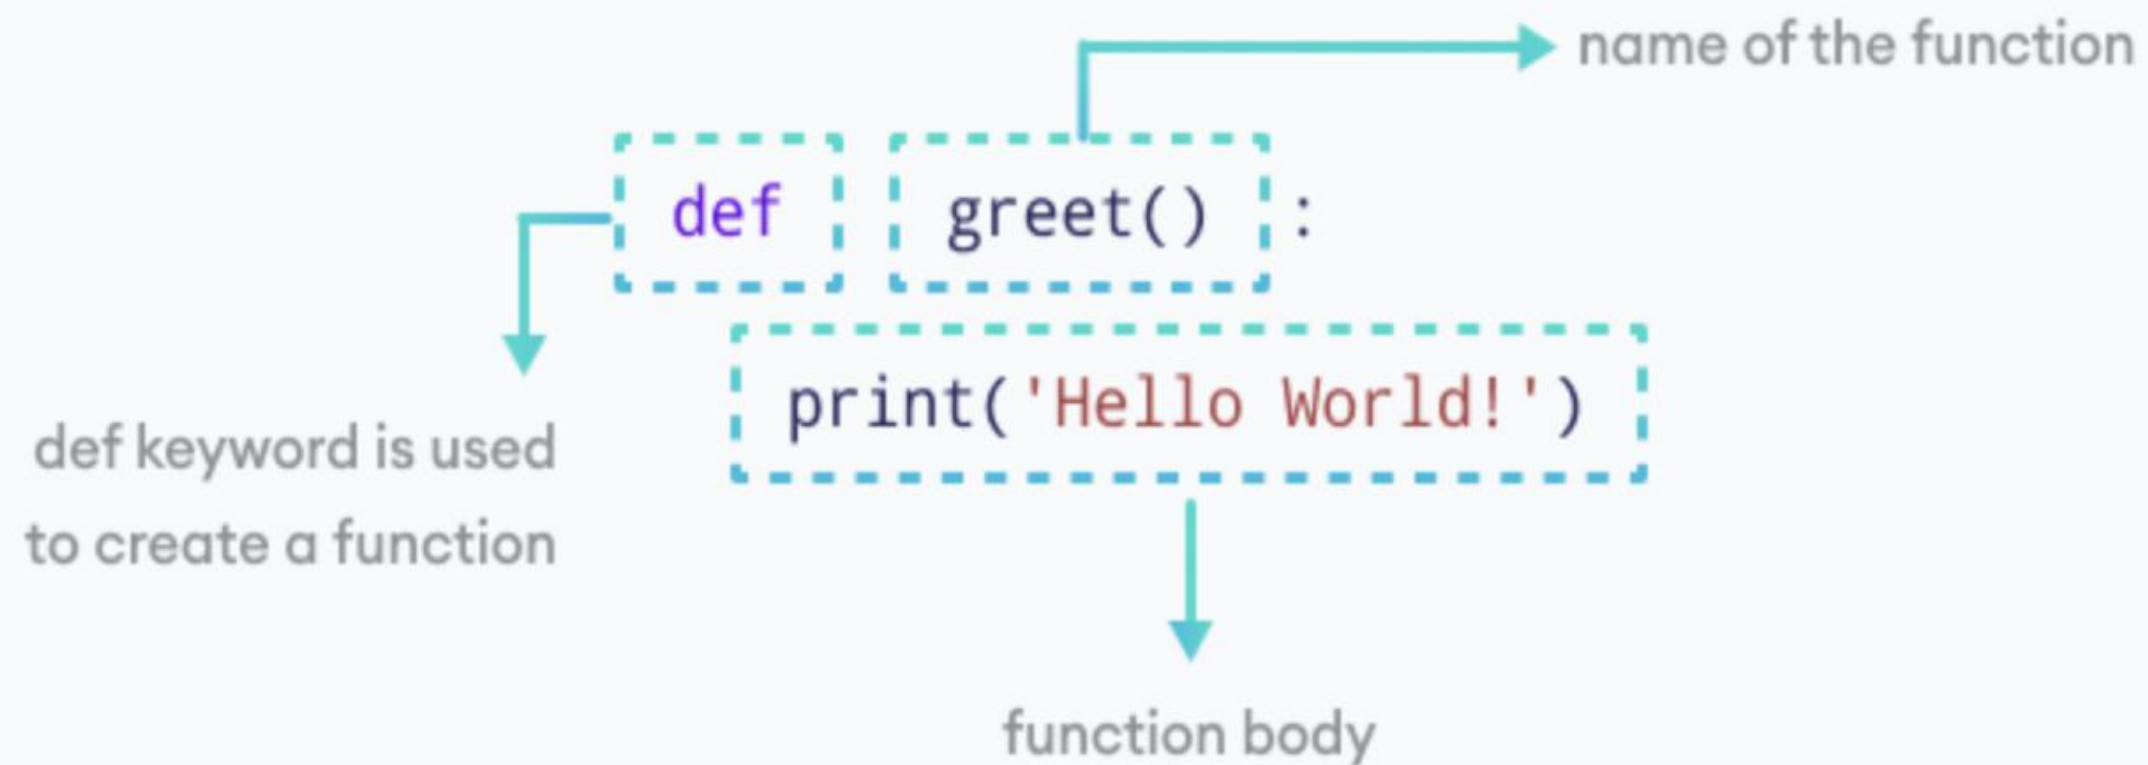 name of the function
def greet() :
print('Hello World!')
def keyword is used
to create a function
function body